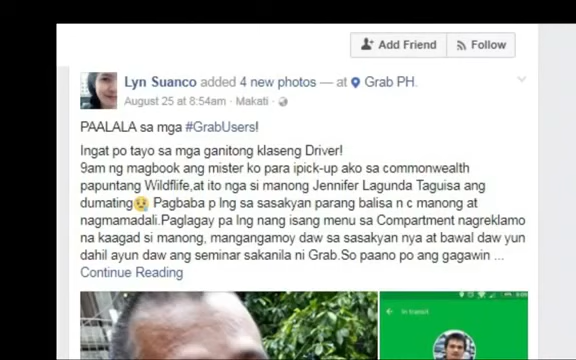 Add Friend
Follow
Lyn Suanco added 4 new photos — at Grab PH.
August 25 at 8:54am · Makati ·
PAALALA sa mga #GrabUsers!
Ingat po tayo sa mga ganitong klaseng Driver!
9am ng magbook ang mister ko para ipick-up ako sa commonwealth
papuntang Wildflife,at ito nga si manong Jennifer Lagunda Taguisa ang
dumating Pagbaba p lng sa sasakyan parang balisa n c manong at
nagmamadali.Paglagay pa lng nang isang menu sa Compartment nagreklamo
na kaagad si manong, mangangamoy daw sa sasakyan nya at bawal daw yun
dahil ayun daw ang seminar sakanila ni Grab.So paano po ang gagawin ...
Continue Reading
In transit